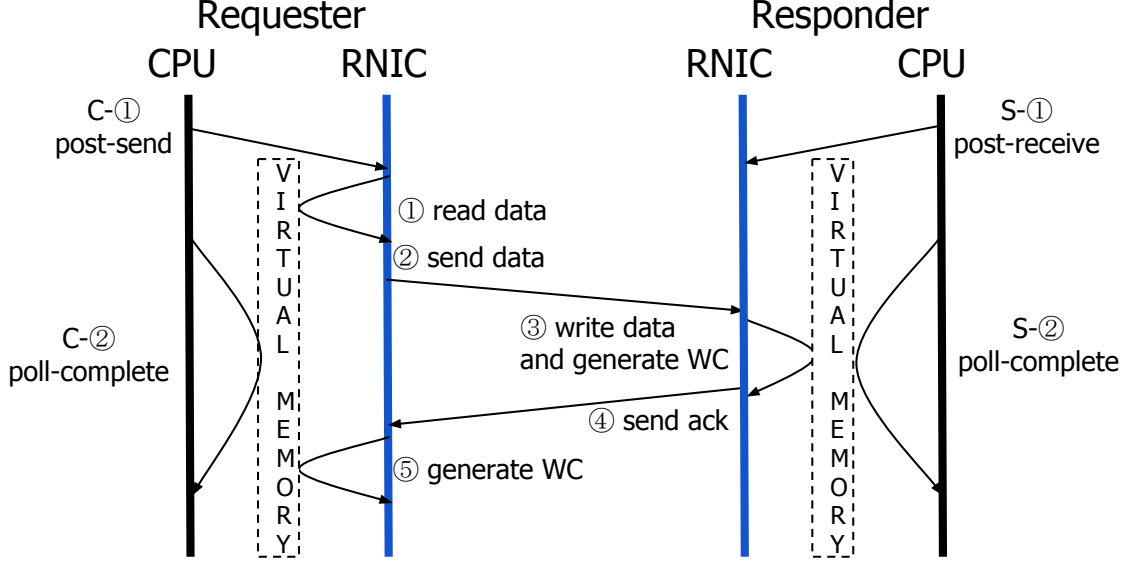 Requester
Responder
CPU
RNIC
RNIC
CPU
C-①
post-send
S-①
post-receive
VIRTUAL MEMORY
VIRTUAL MEMORY
① read data
② send data
③ write data
and generate WC
C-②
poll-complete
S-②
poll-complete
④ send ack
⑤ generate WC